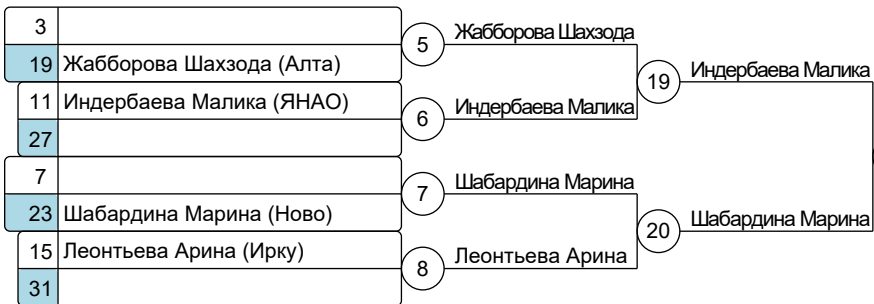 3
19 Жабборова Шахзода (Алта)
11 Индербаева Малика (ЯНАО)
27
7
23 Шабардина Марина (Ново)
15 Леонтьева Арина (Ирку)
31
5
Жабборова Шахзода
6
Индербаева Малика
7
Шабардина Марина
8
Леонтьева Арина
19
Индербаева Малика
20
Шабардина Марина